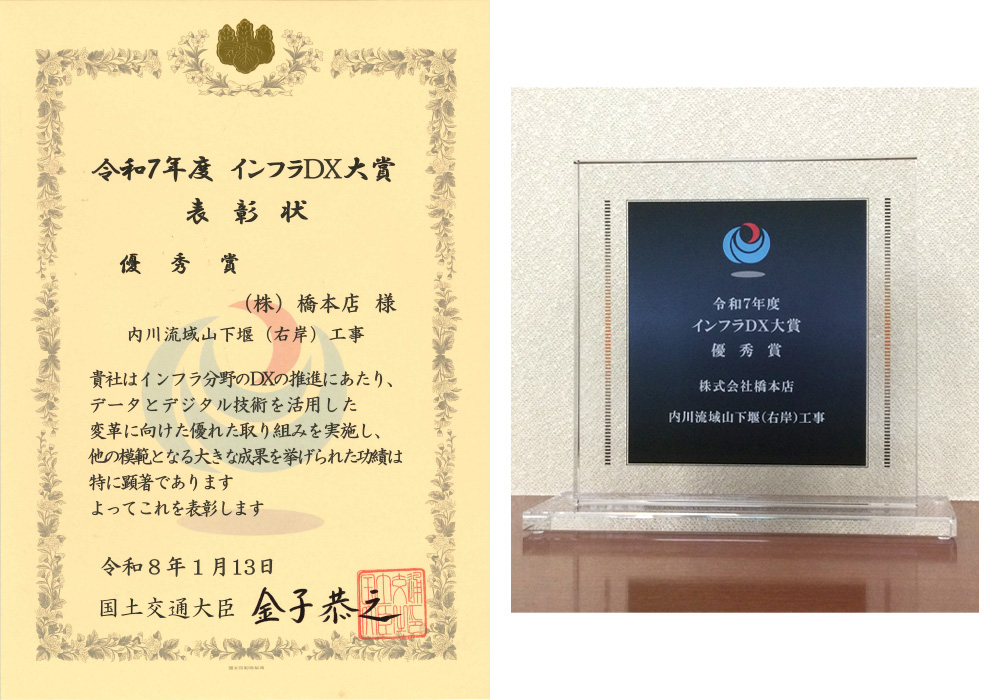 令和7年度 インフラDX大賞
表彰状
優秀賞
（株）橋本店 様
内川流域山下堰（右岸）工事
貴社はインフラ分野のDXの推進にあたり、
データとデジタル技術を活用した
変革に向けた優れた取り組みを実施し、
他の模範となる大きな成果を挙げられた功績は
特に顕著であります
よってこれを表彰します
令和8年1月13日
国土交通大臣 金子恭之
令和7年度
インフラDX大賞
優秀賞
株式会社橋本店
内川流域山下堰(右岸)工事